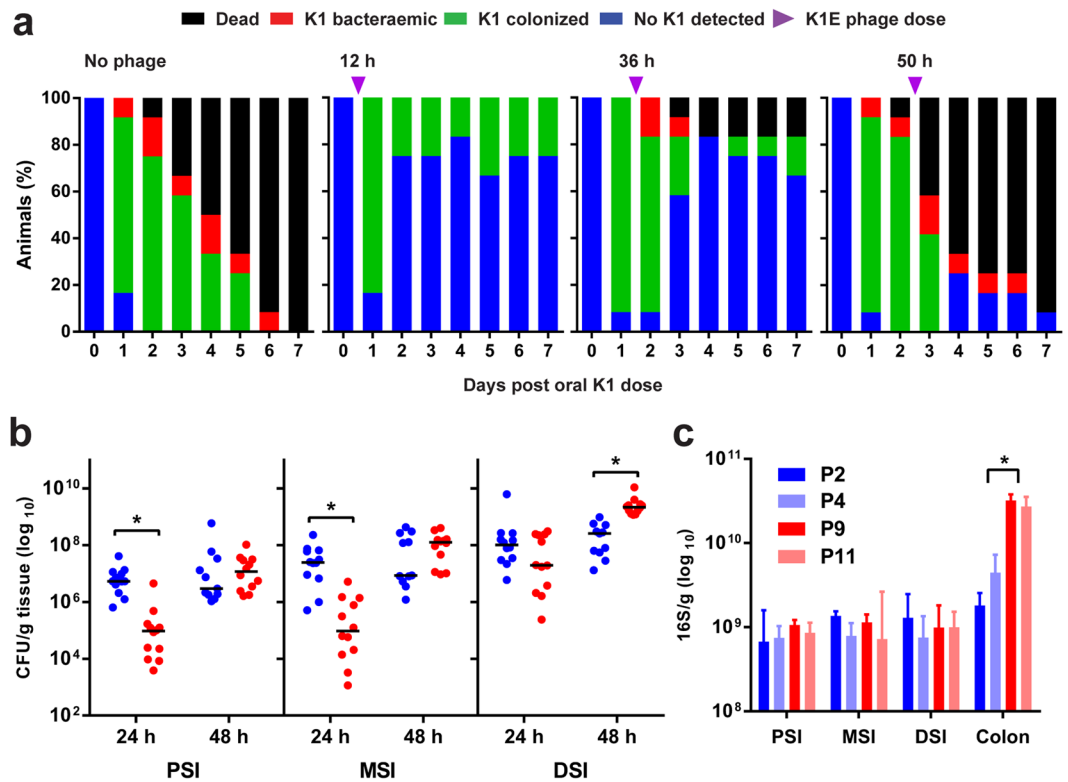 a
Dead K1 bacteraemic K1 colonized No K1 detected K1E phage dose
No phage 12 h 36 h 50 h
Animals (%)
100
80
60
40
20
0
0 1 2 3 4 5 6 7 0 1 2 3 4 5 6 7 0 1 2 3 4 5 6 7 0 1 2 3 4 5 6 7
Days post oral K1 dose
b
CFU/g tissue (log 10)
10^10
10^8
10^6
10^4
10^2
* * *
24 h 48 h 24 h 48 h 24 h 48 h
PSI MSI DSI
c
16S/g (log 10)
10^11
10^10
10^9
10^8
P2
P4
P9
P11
*
PSI MSI DSI Colon